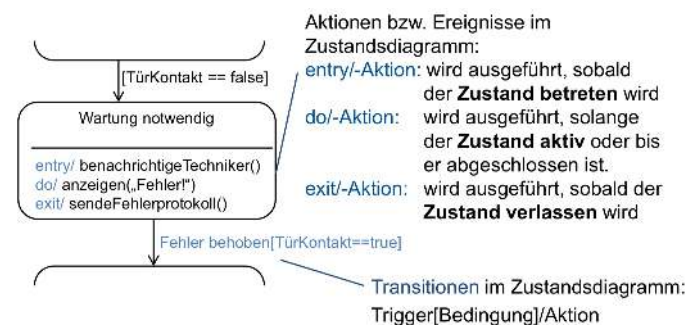 [TürKontakt == false]
Wartung notwendig
entry/ benachrichtigeTechniker()
do/ anzeigen(„Fehler!“)
exit/ sendeFehlerprotokoll()
Fehler behoben[TürKontakt==true]
Aktionen bzw. Ereignisse im
Zustandsdiagramm:
entry/-Aktion: wird ausgeführt, sobald
der Zustand betreten wird
do/-Aktion: wird ausgeführt, solange
der Zustand aktiv oder bis
er abgeschlossen ist.
exit/-Aktion: wird ausgeführt, sobald der
Zustand verlassen wird
Transitionen im Zustandsdiagramm:
Trigger[Bedingung]/Aktion